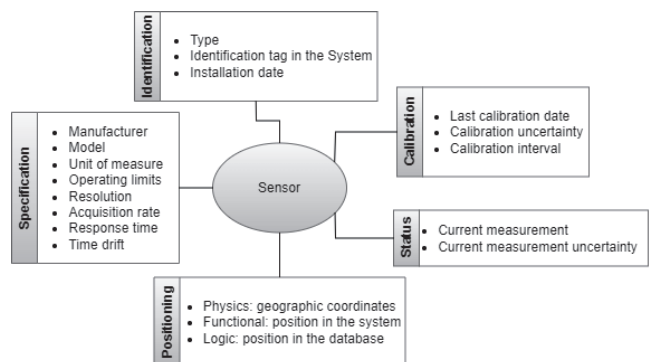 Identification
• Type
• Identification tag in the System
• Installation date
Calibration
• Last calibration date
• Calibration uncertainty
• Calibration interval
Specification
• Manufacturer
• Model
• Unit of measure
• Operating limits
• Resolution
• Acquisition rate
• Response time
• Time drift
Sensor
Status
• Current measurement
• Current measurement uncertainty
Positioning
• Physics: geographic coordinates
• Functional: position in the system
• Logic: position in the database